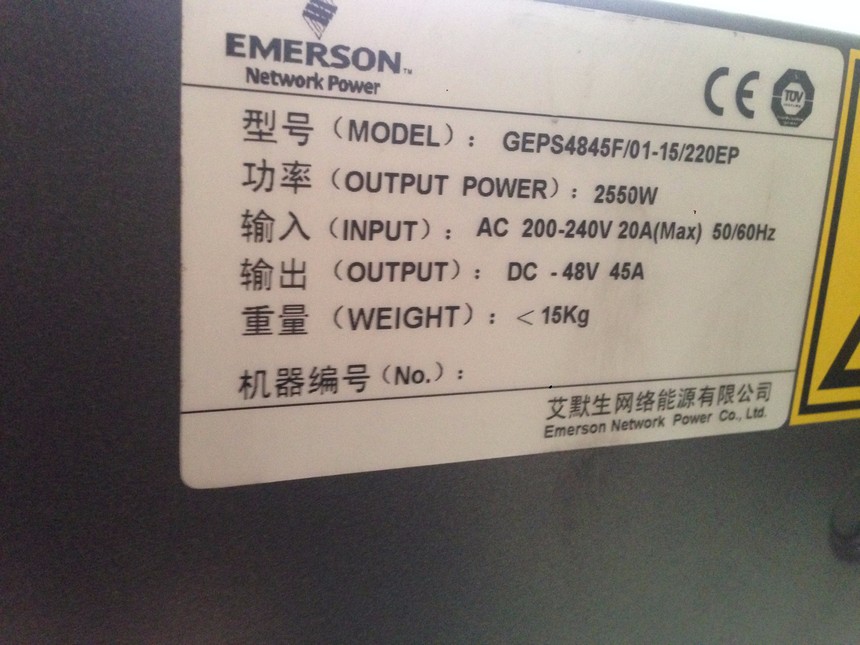 EMERSON™
Network Power
CE TÜV
型号（MODEL）： GEPS4845F/01-15/220EP
功率（OUTPUT POWER）： 2550W
输入（INPUT）： AC 200-240V 20A(Max) 50/60Hz
输出（OUTPUT）： DC -48V 45A
重量（WEIGHT）： ＜15Kg
机器编号（No.）：
艾默生网络能源有限公司
Emerson Network Power Co., Ltd.